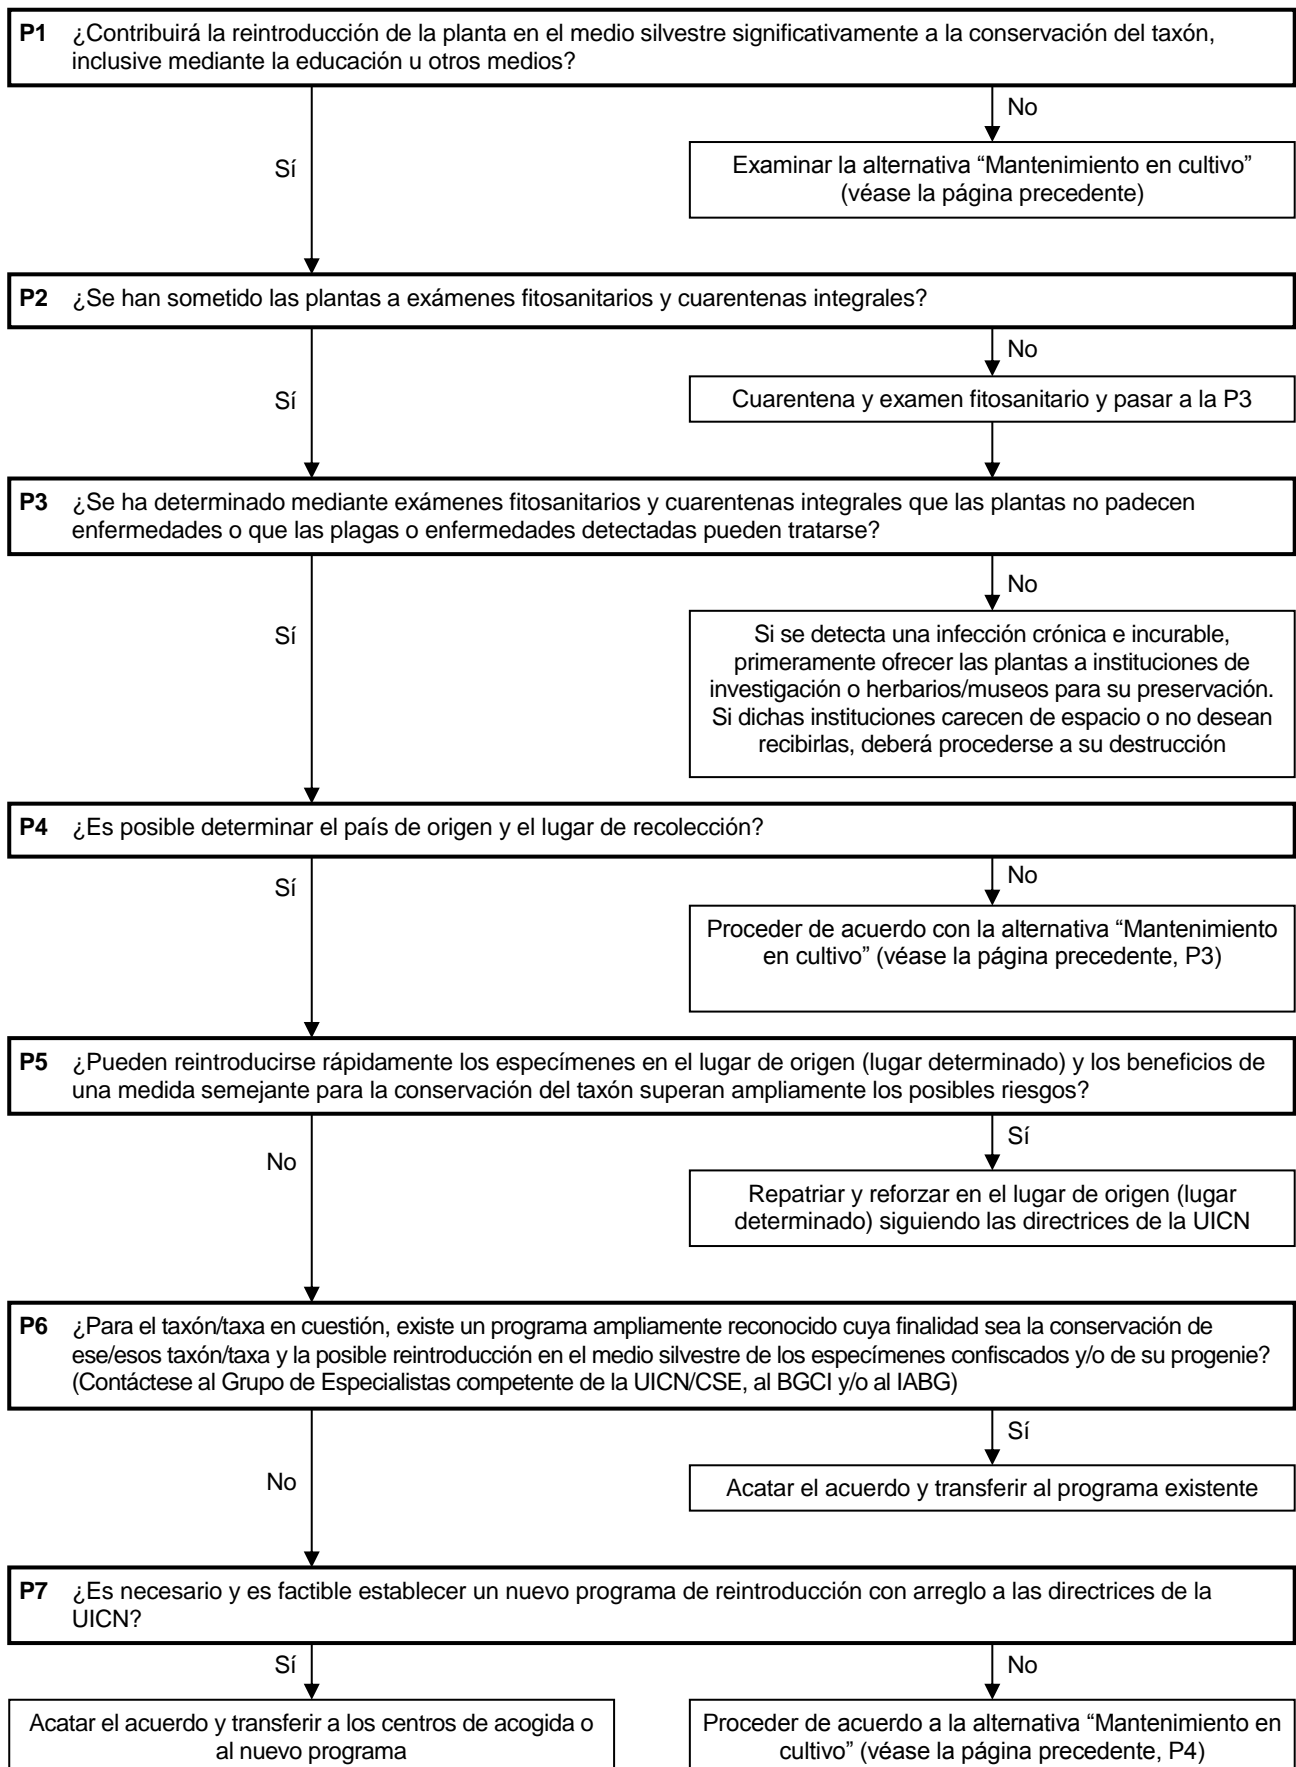 P1 ¿Contribuirá la reintroducción de la planta en el medio silvestre significativamente a la conservación del taxón,
inclusive mediante la educación u otros medios?
No
Sí
Examinar la alternativa “Mantenimiento en cultivo”
(véase la página precedente)
P2 ¿Se han sometido las plantas a exámenes fitosanitarios y cuarentenas integrales?
No
Sí
Cuarentena y examen fitosanitario y pasar a la P3
P3 ¿Se ha determinado mediante exámenes fitosanitarios y cuarentenas integrales que las plantas no padecen
enfermedades o que las plagas o enfermedades detectadas pueden tratarse?
No
Sí
Si se detecta una infección crónica e incurable,
primeramente ofrecer las plantas a instituciones de
investigación o herbarios/museos para su preservación.
Si dichas instituciones carecen de espacio o no desean
recibirlas, deberá procederse a su destrucción
P4 ¿Es posible determinar el país de origen y el lugar de recolección?
Sí
No
Proceder de acuerdo con la alternativa “Mantenimiento
en cultivo” (véase la página precedente, P3)
P5 ¿Pueden reintroducirse rápidamente los especímenes en el lugar de origen (lugar determinado) y los beneficios de
una medida semejante para la conservación del taxón superan ampliamente los posibles riesgos?
Sí
No
Repatriar y reforzar en el lugar de origen (lugar
determinado) siguiendo las directrices de la UICN
P6 ¿Para el taxón/taxa en cuestión, existe un programa ampliamente reconocido cuya finalidad sea la conservación de
ese/esos taxón/taxa y la posible reintroducción en el medio silvestre de los especímenes confiscados y/o de su progenie?
(Contáctese al Grupo de Especialistas competente de la UICN/CSE, al BGCI y/o al IABG)
Sí
No
Acatar el acuerdo y transferir al programa existente
P7 ¿Es necesario y es factible establecer un nuevo programa de reintroducción con arreglo a las directrices de la
UICN?
Sí
No
Acatar el acuerdo y transferir a los centros de acogida o
al nuevo programa
Proceder de acuerdo a la alternativa “Mantenimiento en
cultivo” (véase la página precedente, P4)